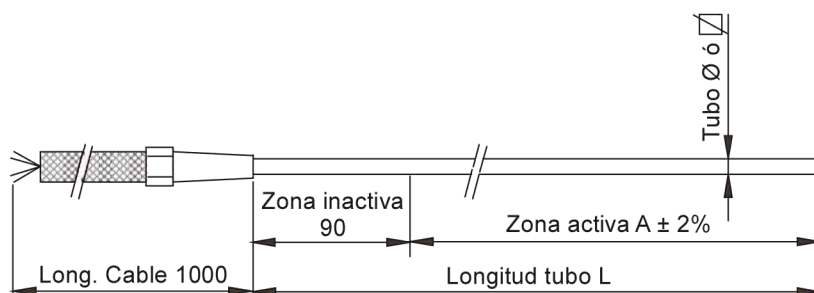 Tubo Ø ó
Zona inactiva
90
Zona activa A ± 2%
Long. Cable 1000
Longitud tubo L